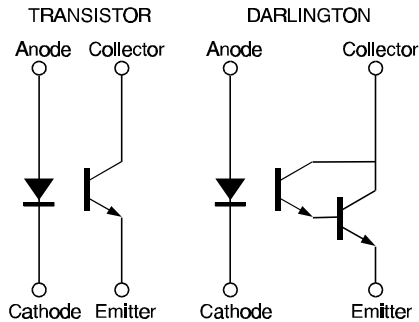 TRANSISTOR
DARLINGTON
Anode
Collector
Anode
Collector
Cathode
Emitter
Cathode
Emitter